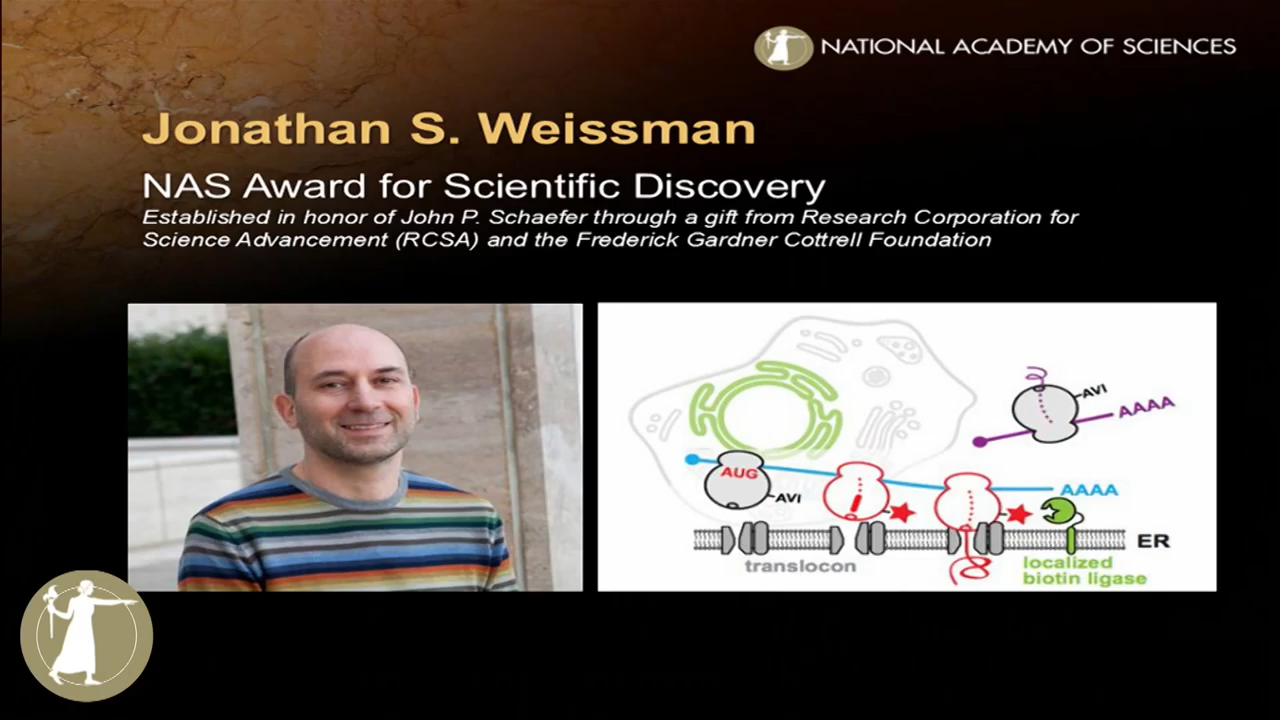 NATIONAL ACADEMY OF SCIENCES
Jonathan S. Weissman
NAS Award for Scientific Discovery
Established in honor of John P. Schaefer through a gift from Research Corporation for
Science Advancement (RCSA) and the Frederick Gardner Cottrell Foundation
AVI
AAAA
AUG
AVI
AAAA
ER
translocon
localized
biotin ligase